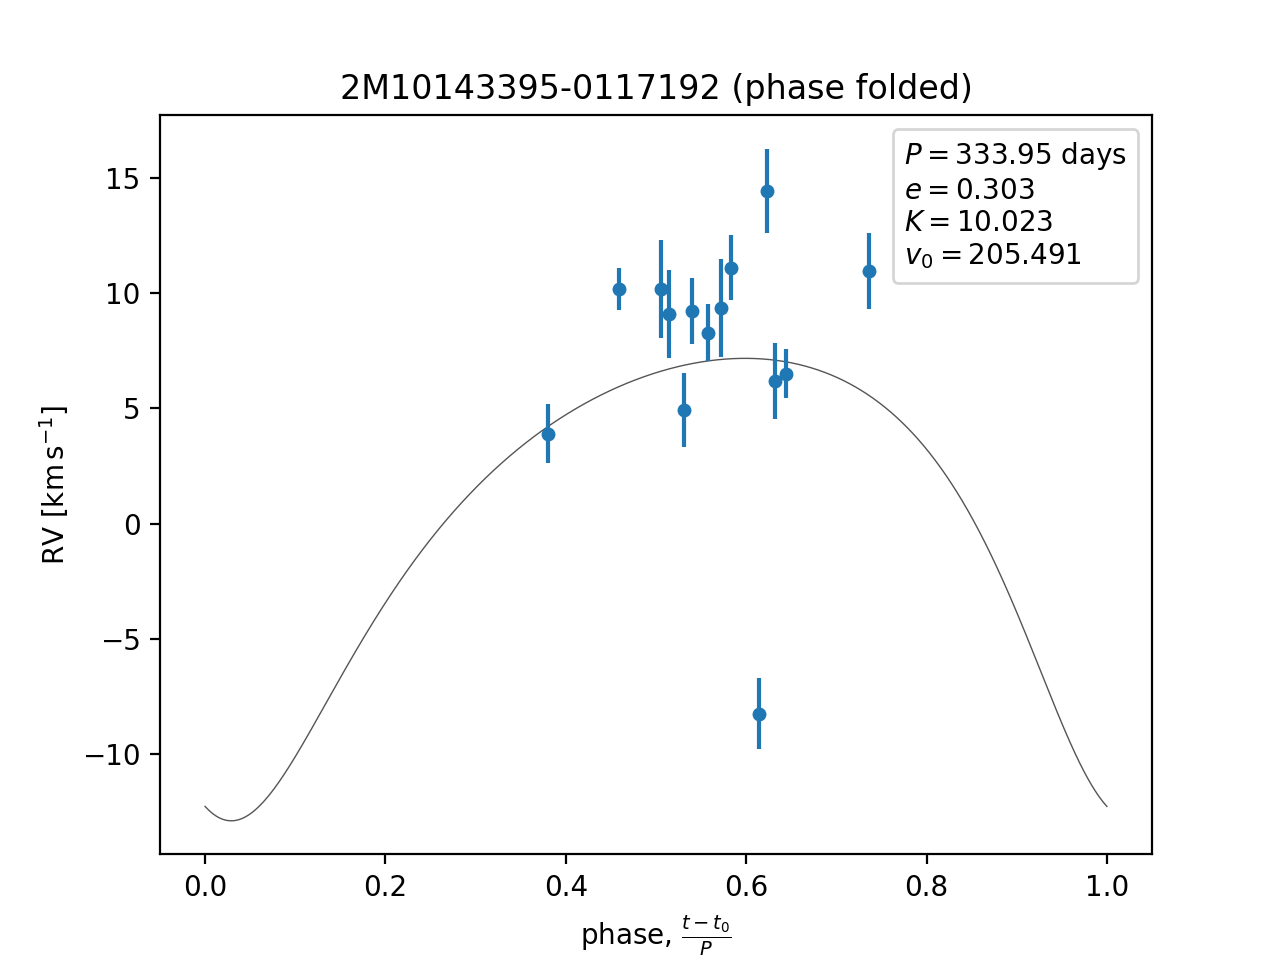 2M10143395-0117192 (phase folded)
P = 333.95 days
e = 0.303
K = 10.023
v₀ = 205.491
15
10
5
0
−5
−10
RV [km s⁻¹]
0.0 0.2 0.4 0.6 0.8 1.0
phase, (t − t₀)/P